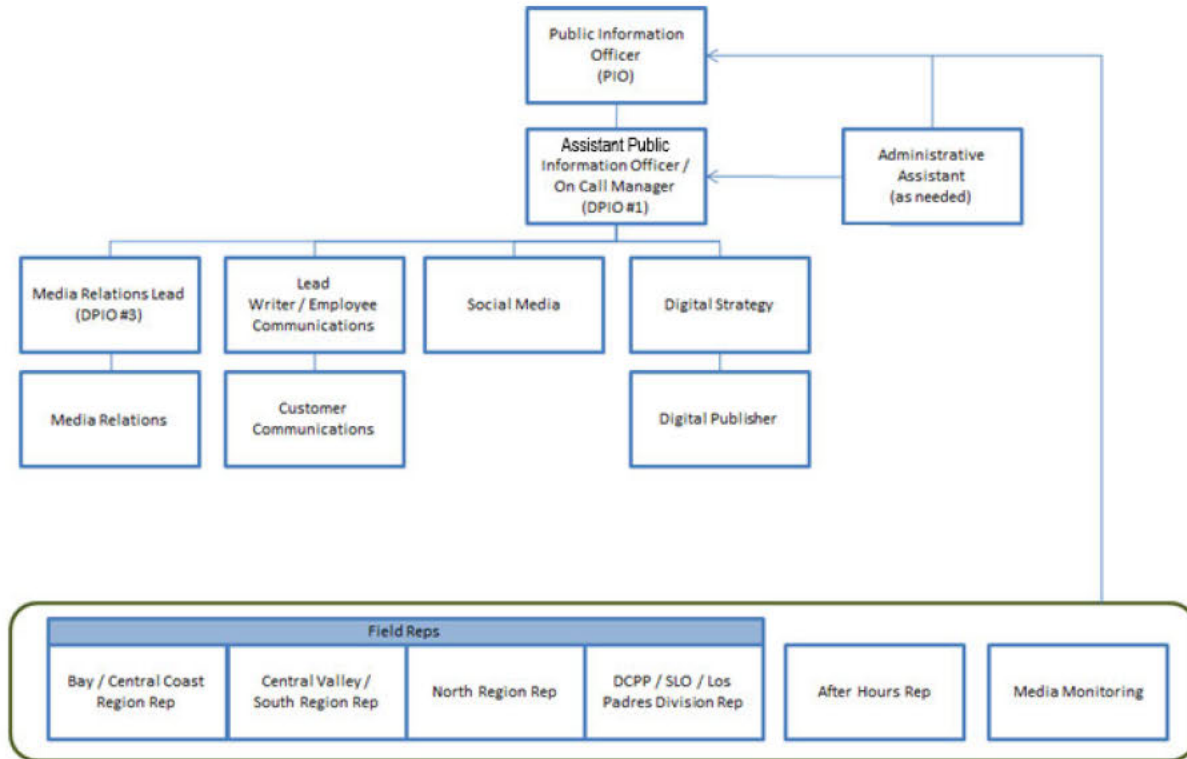 Public Information
Officer
(PIO)
Assistant Public
Information Officer /
On Call Manager
(DPIO #1)
Administrative
Assistant
(as needed)
Media Relations Lead
(DPIO #3)
Lead
Writer / Employee
Communications
Social Media
Digital Strategy
Media Relations
Customer
Communications
Digital Publisher
Field Reps
Bay / Central Coast
Region Rep
Central Valley /
South Region Rep
North Region Rep
DCPP / SLO / Los
Padres Division Rep
After Hours Rep
Media Monitoring